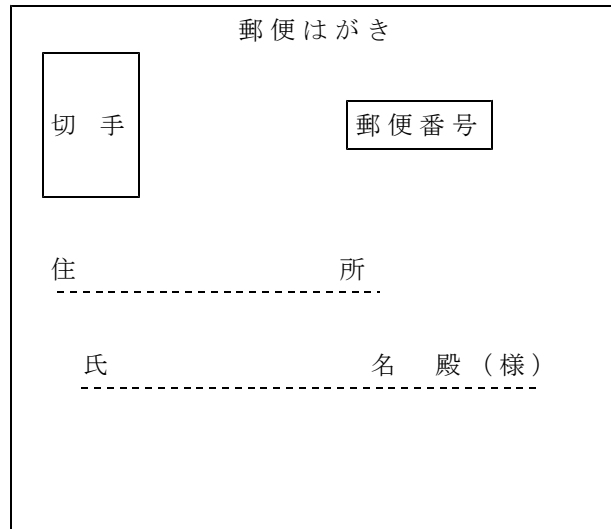 郵便はがき
切 手
郵便番号
住 所
氏 名 殿（様）